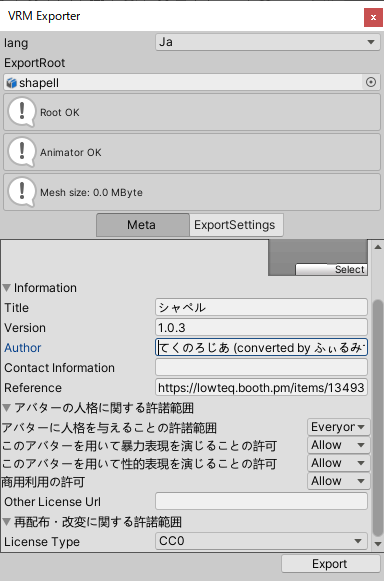 VRM Exporter
lang Ja
ExportRoot
shapell
Root OK
Animator OK
Mesh size: 0.0 MByte
Meta ExportSettings
Select
Information
Title シャペル
Version 1.0.3
Author てくのろじあ (converted by ふぃるみ
Contact Information
Reference https://lowteq.booth.pm/items/13493
アバターの人格に関する許諾範囲
アバターに人格を与えることの許諾範囲 Everyor
このアバターを用いて暴力表現を演じることの許可 Allow
このアバターを用いて性的表現を演じることの許可 Allow
商用利用の許可 Allow
Other License Url
再配布・改変に関する許諾範囲
License Type CC0
Export